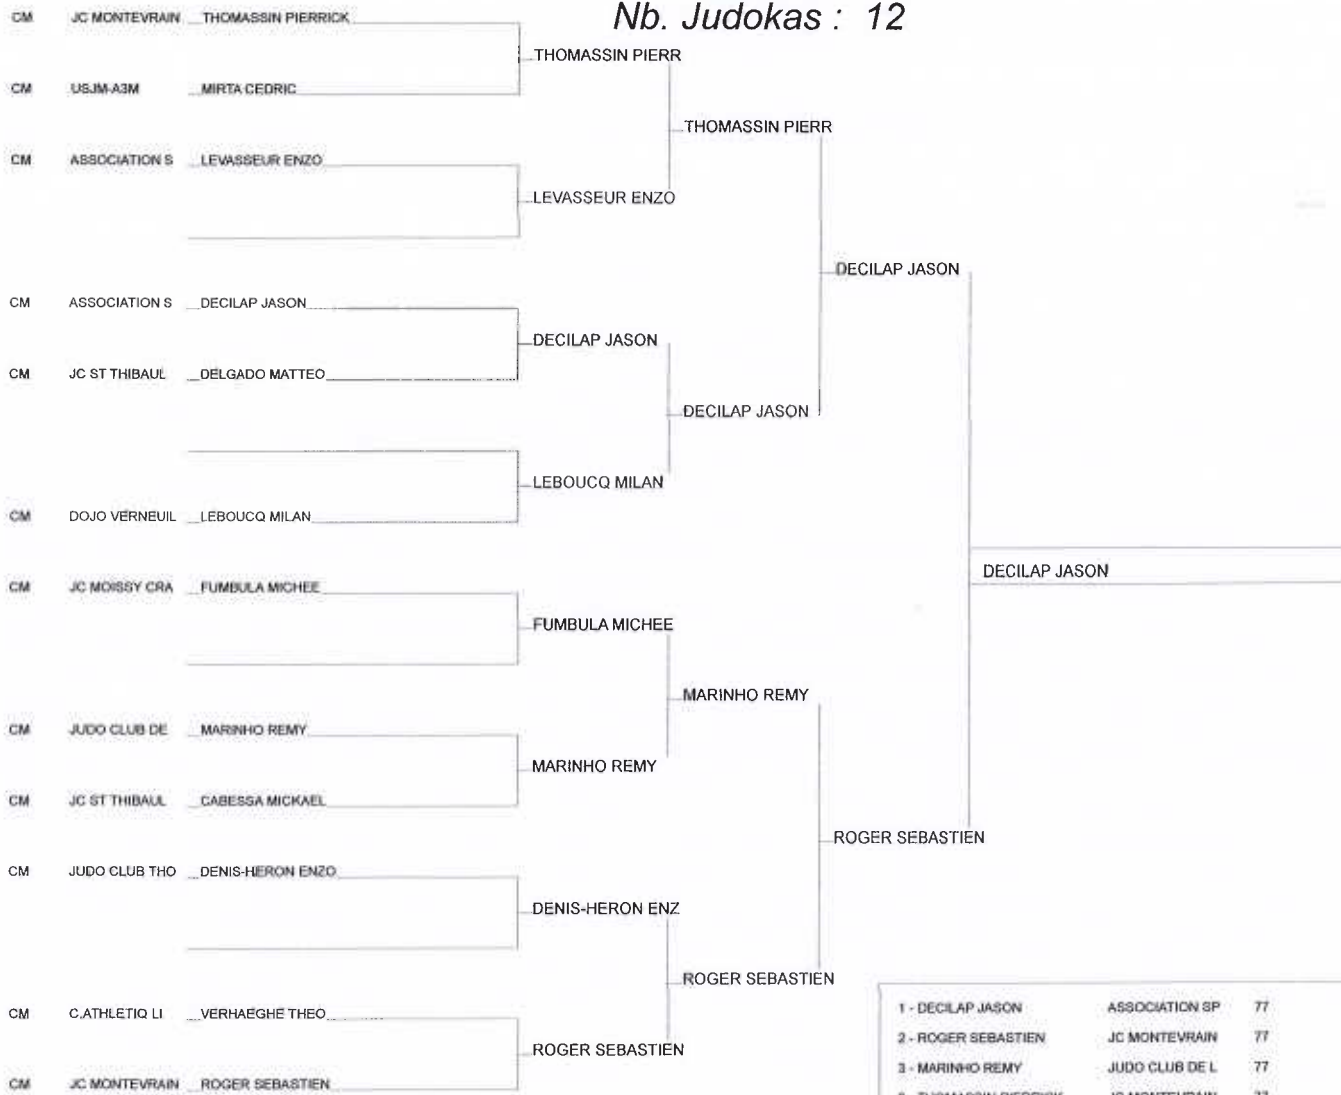 Nb. Judokas : 12
CM JC MONTEVRAIN THOMASSIN PIERRICK
THOMASSIN PIERR
CM USJM-A3M MIRTA CEDRIC
THOMASSIN PIERR
CM ASSOCIATION S LEVASSEUR ENZO
LEVASSEUR ENZO
DECILAP JASON
CM ASSOCIATION S DECILAP JASON
DECILAP JASON
CM JC ST THIBAUL DELGADO MATTEO
DECILAP JASON
LEBOUCQ MILAN
CM DOJO VERNEUIL LEBOUCQ MILAN
DECILAP JASON
CM JC MOISSY CRA FUMBULA MICHEE
FUMBULA MICHEE
MARINHO REMY
CM JUDO CLUB DE MARINHO REMY
MARINHO REMY
CM JC ST THIBAUL CABESSA MICKAEL
ROGER SEBASTIEN
CM JUDO CLUB THO DENIS-HERON ENZO
DENIS-HERON ENZ
ROGER SEBASTIEN
CM C.ATHLETIQ LI VERHAEGHE THEO
ROGER SEBASTIEN
CM JC MONTEVRAIN ROGER SEBASTIEN
1 - DECILAP JASON ASSOCIATION SP 77
2 - ROGER SEBASTIEN JC MONTEVRAIN 77
3 - MARINHO REMY JUDO CLUB DE L 77
THOMASSIN PIERRICK JC MONTEVRAIN 77